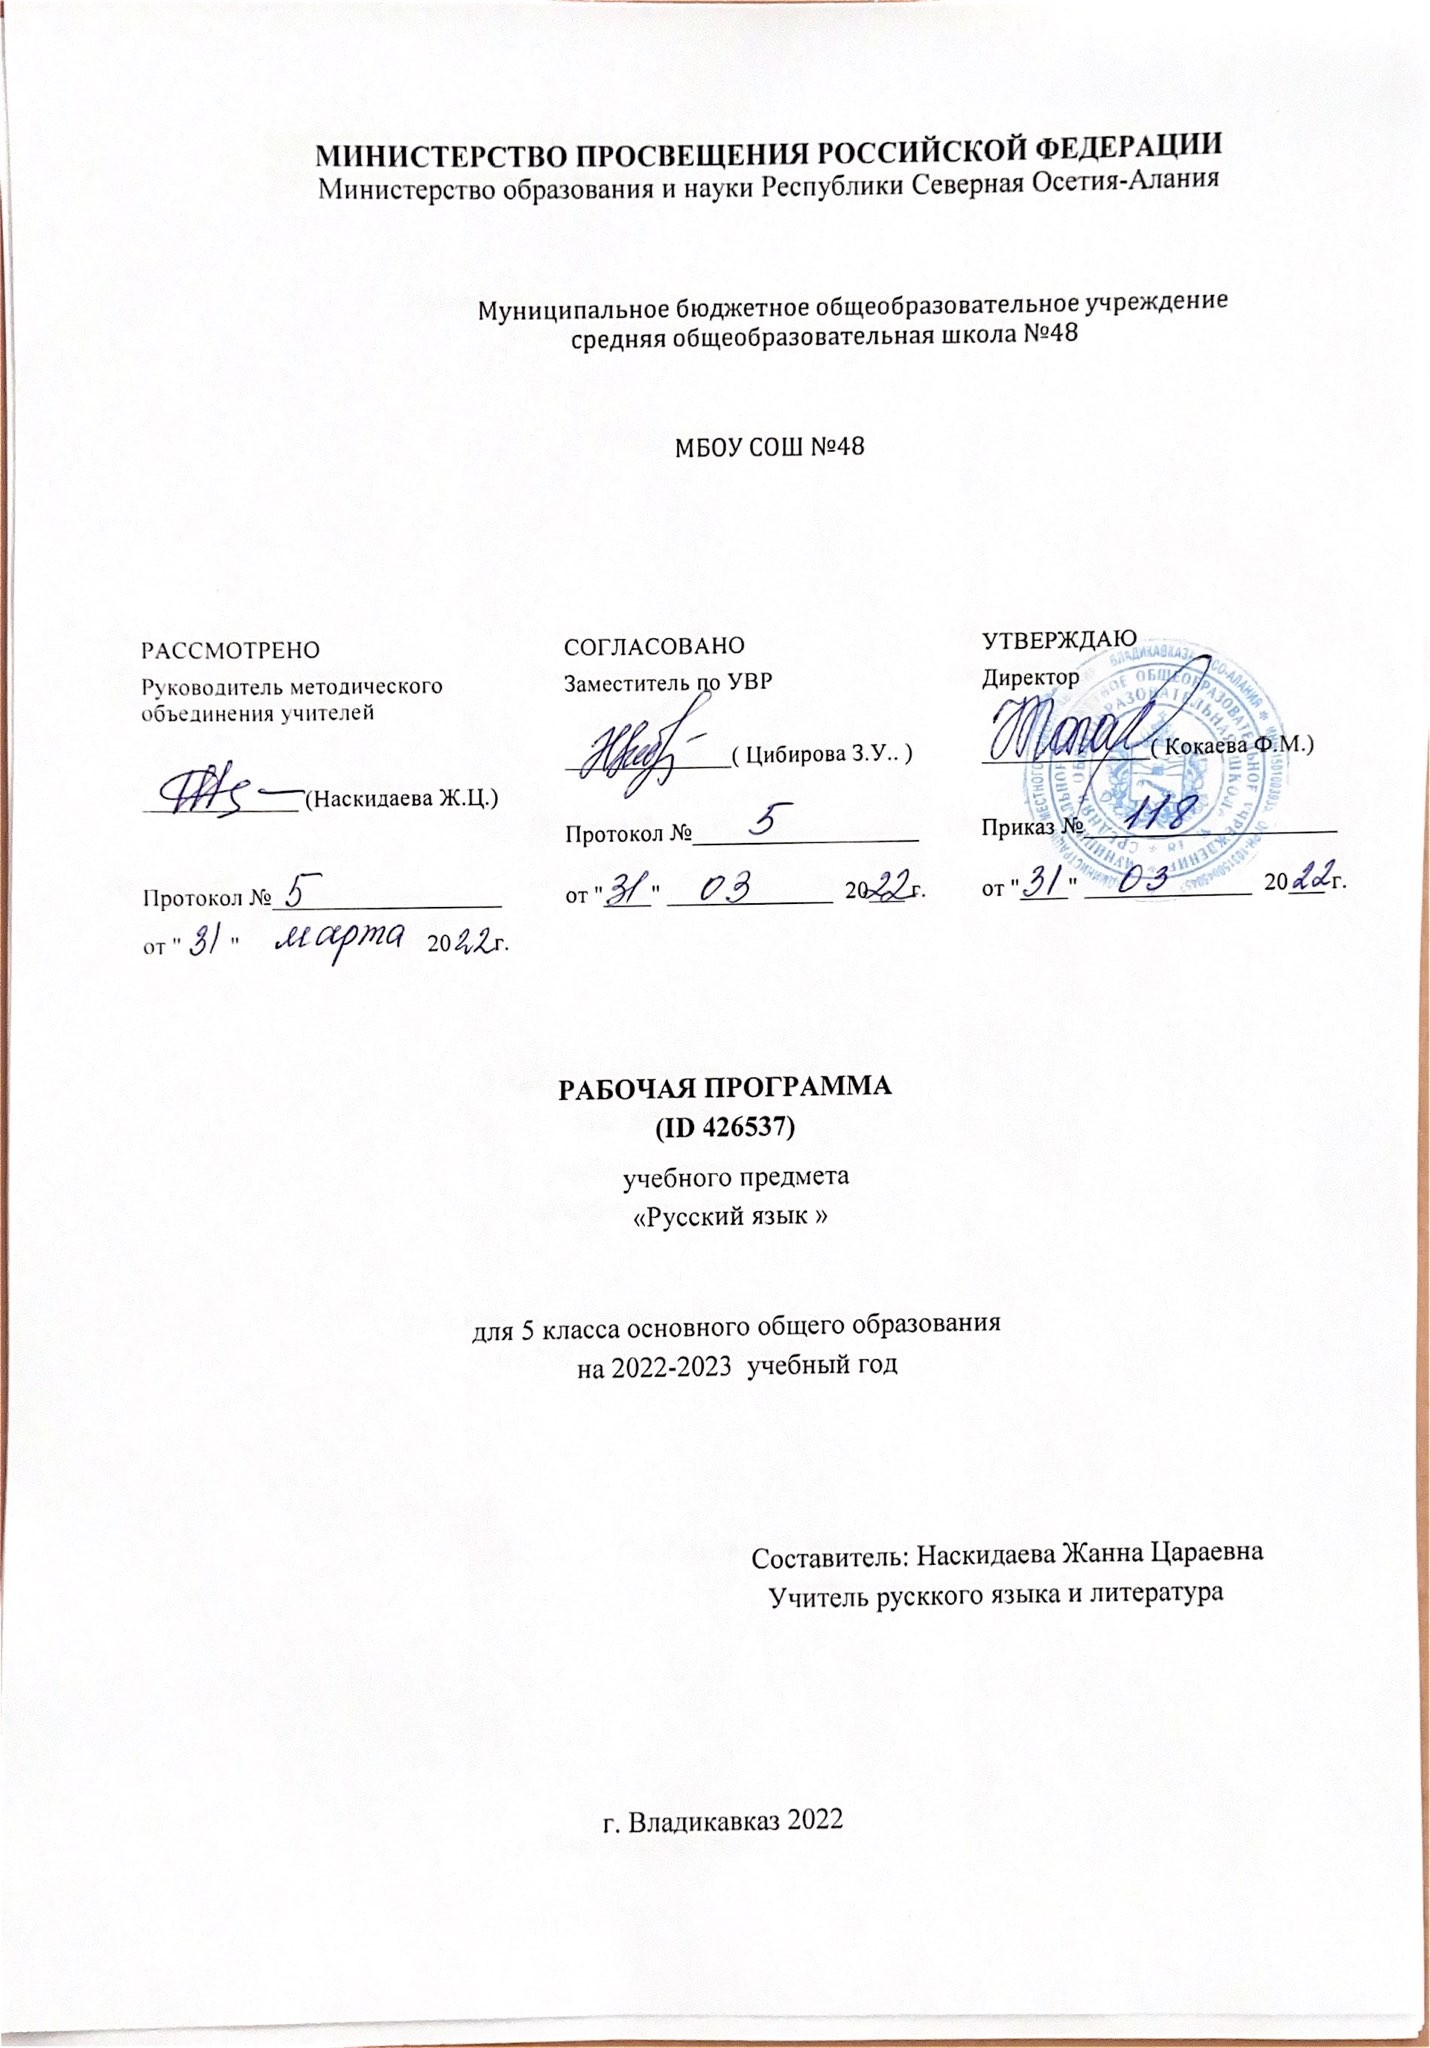 МИНИСТЕРСТВО ПРОСВЕЩЕНИЯ РОССИЙСКОЙ ФЕДЕРАЦИИ
Министерство образования и науки Республики Северная Осетия-Алания
Муниципальное бюджетное общеобразовательное учреждение
средняя общеобразовательная школа №48
МБОУ СОШ №48
РАССМОТРЕНО
Руководитель методического
объединения учителей
(Наскидаева Ж.Ц.)
Протокол № 5
от " 31 " марта 2022г.
СОГЛАСОВАНО
Заместитель по УВР
( Цибирова З.У.. )
Протокол № 5
от "31" 03 2022г.
УТВЕРЖДАЮ
Директор
( Кокаева Ф.М.)
Приказ № 118
от "31" 03 2022г.
РАБОЧАЯ ПРОГРАММА
(ID 426537)
учебного предмета
«Русский язык »
для 5 класса основного общего образования
на 2022-2023 учебный год
Составитель: Наскидаева Жанна Цараевна
Учитель русккого языка и литература
г. Владикавказ 2022